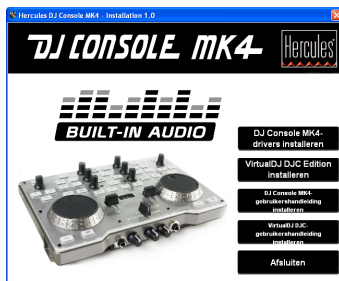 Hercules DJ Console MK4 - Installation 1.0
DJ CONSOLE MK4
Hercules
BUILT-IN AUDIO
DJ Console MK4-
drivers installeren
VirtualDJ DJC Edition
installeren
DJ Console MK4-
gebruikershandleiding
installeren
VirtualDJ DJC-
gebruikershandleiding
installeren
Afsluiten